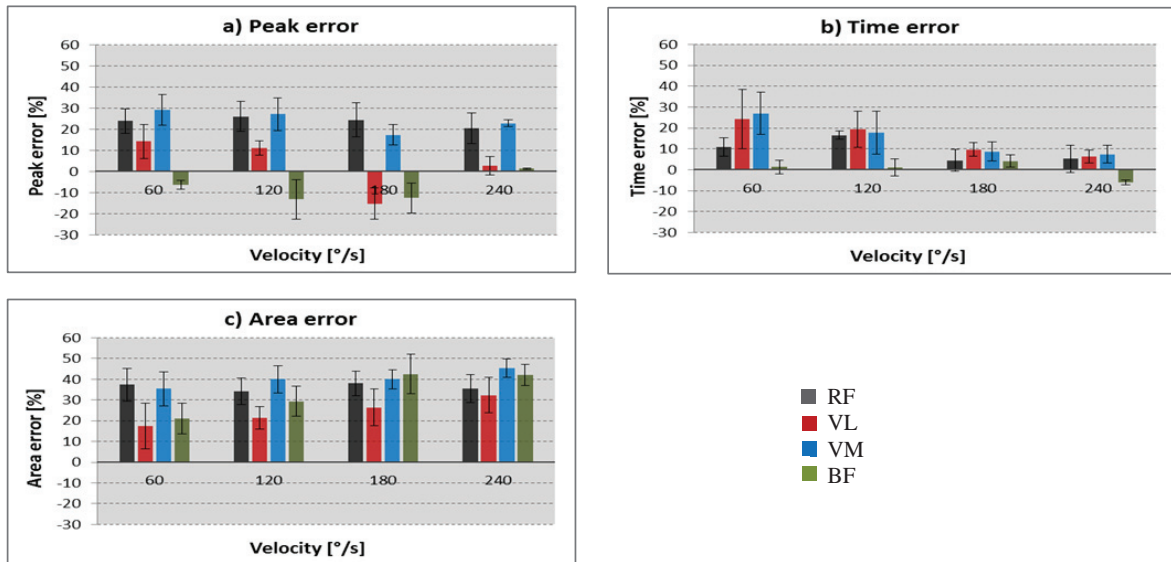 a) Peak error
60
50
40
30
20
10
0
-10
-20
-30
Peak error [%]
60 120 180 240
Velocity [°/s]
b) Time error
60
50
40
30
20
10
0
-10
-20
-30
Time error [%]
60 120 180 240
Velocity [°/s]
c) Area error
60
50
40
30
20
10
0
-10
-20
-30
Area error [%]
60 120 180 240
Velocity [°/s]
RF
VL
VM
BF